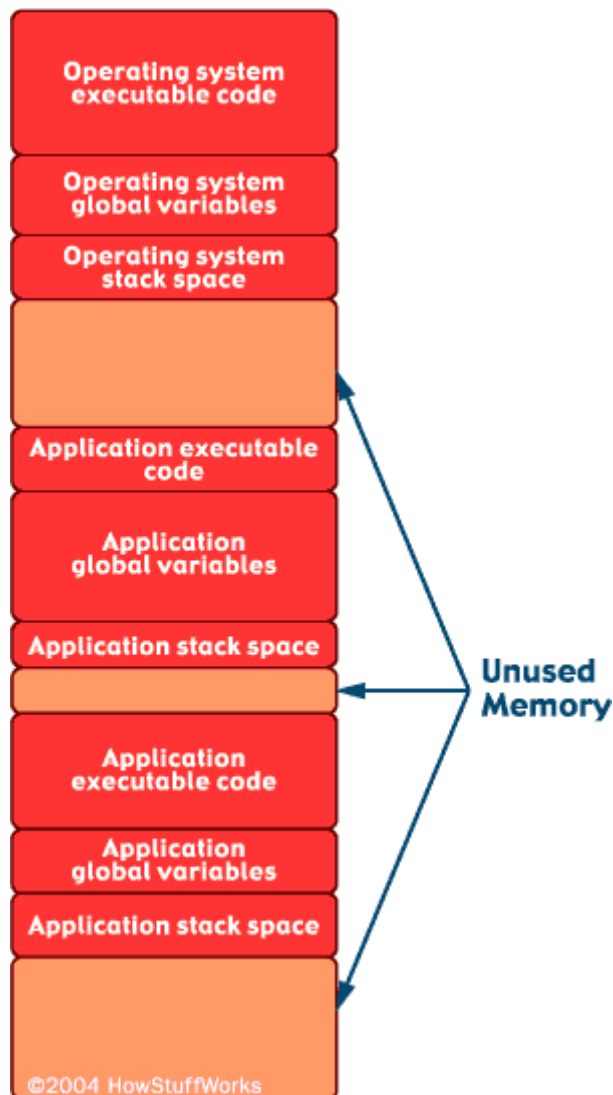 Operating system
executable code
Operating system
global variables
Operating system
stack space
Application executable
code
Application
global variables
Application stack space
Unused
Memory
Application
executable code
Application
global variables
Application stack space
©2004 HowStuffWorks